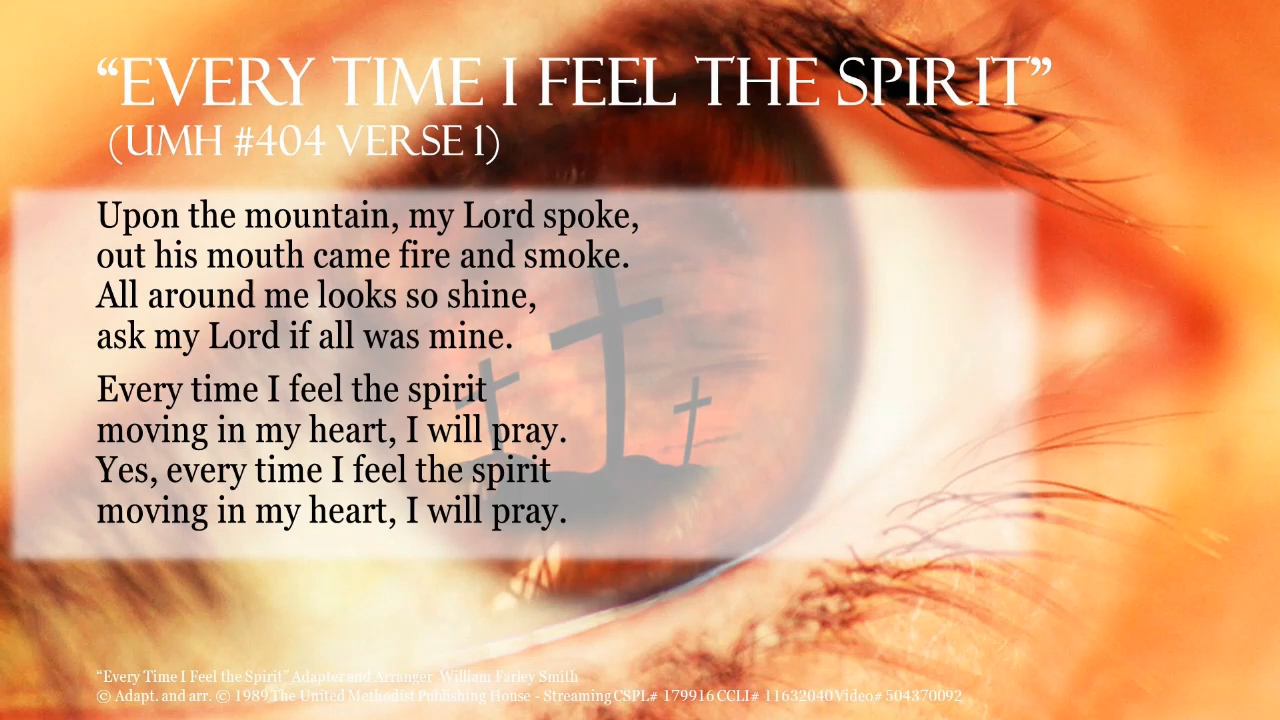 “EVERY TIME I FEEL THE SPIRIT”
(UMH #404 VERSE 1)
Upon the mountain, my Lord spoke,
out his mouth came fire and smoke.
All around me looks so shine,
ask my Lord if all was mine.
Every time I feel the spirit
moving in my heart, I will pray.
Yes, every time I feel the spirit
moving in my heart, I will pray.
“Every Time I Feel the Spirit” Adapter and Arranger William Farley Smith
© Adapt. and arr. © 1989 The United Methodist Publishing House - Streaming CSPL# 179916 CCLI# 11632040 Video# 504370092